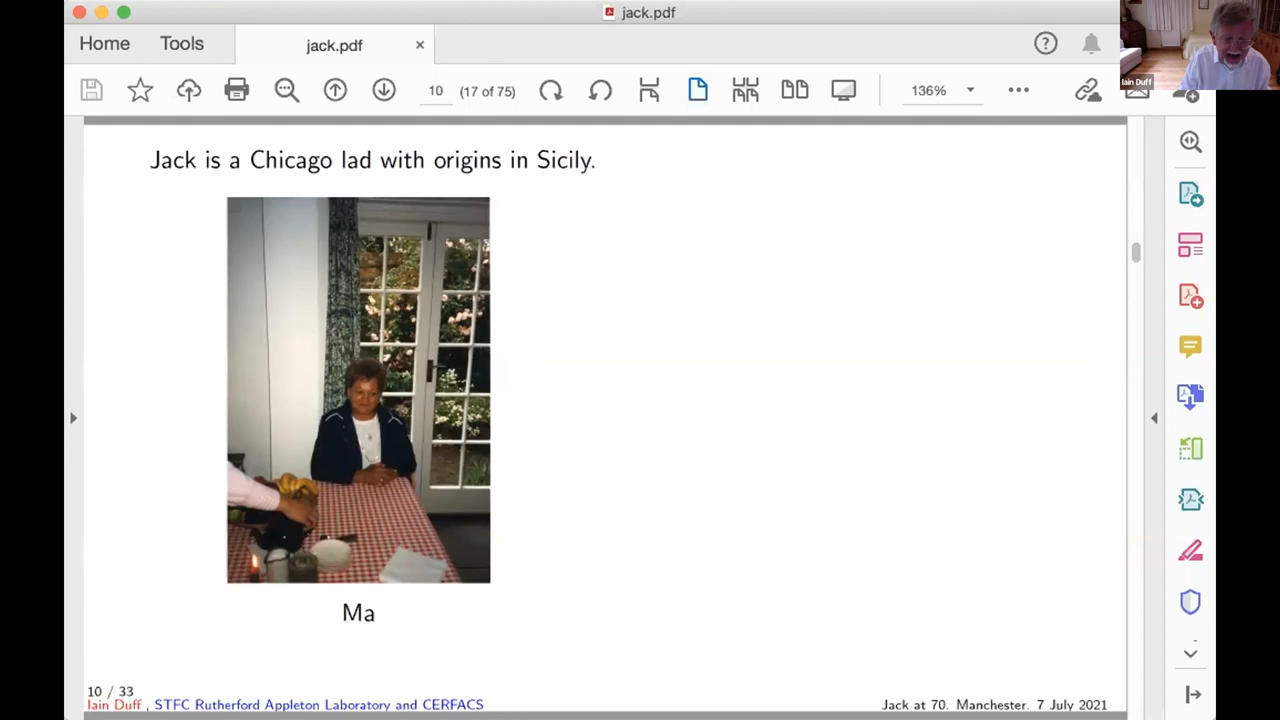 jack.pdf
Home
Tools
jack.pdf
10
(17 of 75)
136%
Iain Duff
Jack is a Chicago lad with origins in Sicily.
Ma
10 / 33
Iain Duff , STFC Rutherford Appleton Laboratory and CERFACS
Jack at 70. Manchester. 7 July 2021